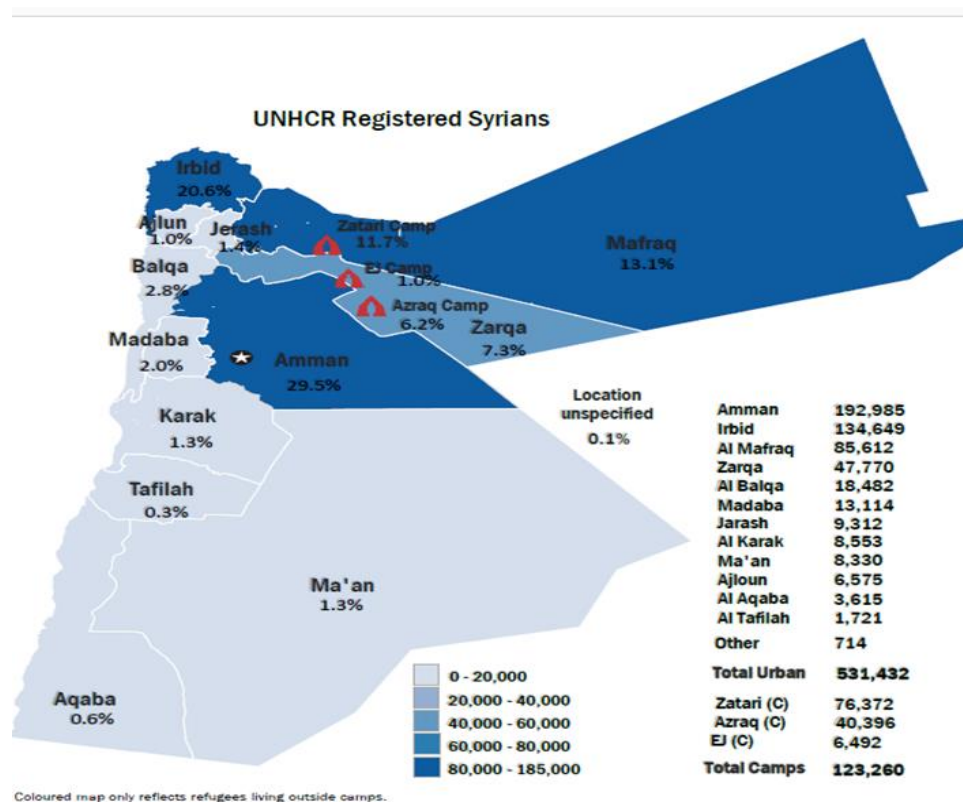 UNHCR Registered Syrians
Irbid
20.6%
Ajlun
1.0%
Jerash
1.4%
Zatari Camp
11.7%
Mafraq
13.1%
Balqa
2.8%
EJ Camp
1.0%
Azraq Camp
6.2%
Zarqa
7.3%
Madaba
2.0%
Amman
29.5%
Location
unspecified
0.1%
Karak
1.3%
Tafilah
0.3%
Ma'an
1.3%
Aqaba
0.6%
0 - 20,000
20,000 - 40,000
40,000 - 60,000
60,000 - 80,000
80,000 - 185,000
Amman 192,985
Irbid 134,649
Al Mafraq 85,612
Zarqa 47,770
Al Balqa 18,482
Madaba 13,114
Jarash 9,312
Al Karak 8,553
Ma'an 8,330
Ajloun 6,575
Al Aqaba 3,615
Al Tafilah 1,721
Other 714
Total Urban 531,432
Zatari (C) 76,372
Azraq (C) 40,396
EJ (C) 6,492
Total Camps 123,260
Coloured map only reflects refugees living outside camps.